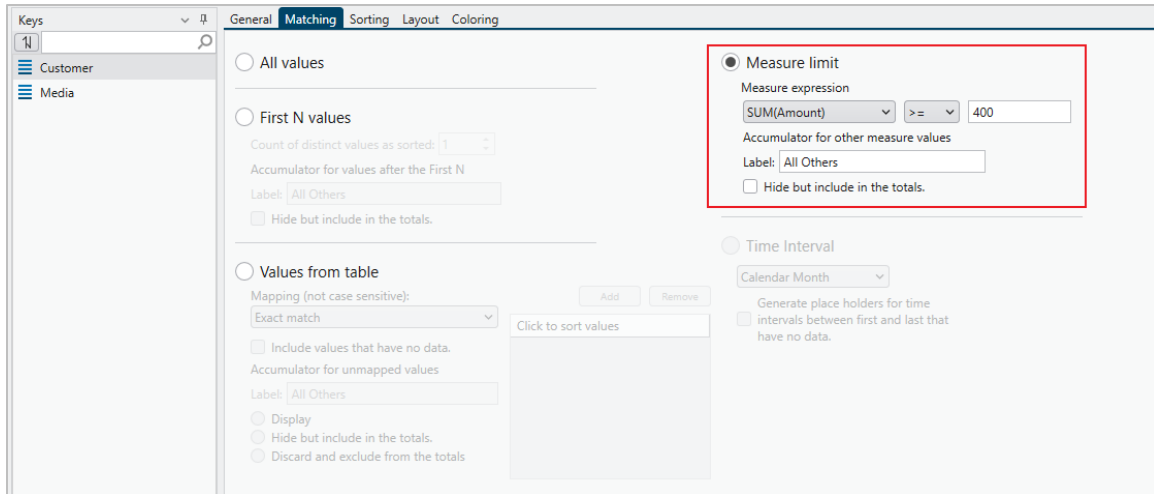 Keys
Customer
Media
General Matching Sorting Layout Coloring
All values
First N values
Count of distinct values as sorted: 1
Accumulator for values after the First N
Label: All Others
Hide but include in the totals.
Values from table
Mapping (not case sensitive):
Exact match
Include values that have no data.
Accumulator for unmapped values
Label: All Others
Display
Hide but include in the totals.
Discard and exclude from the totals
Add Remove
Click to sort values
Measure limit
Measure expression
SUM(Amount) >= 400
Accumulator for other measure values
Label: All Others
Hide but include in the totals.
Time Interval
Calendar Month
Generate place holders for time
intervals between first and last that
have no data.